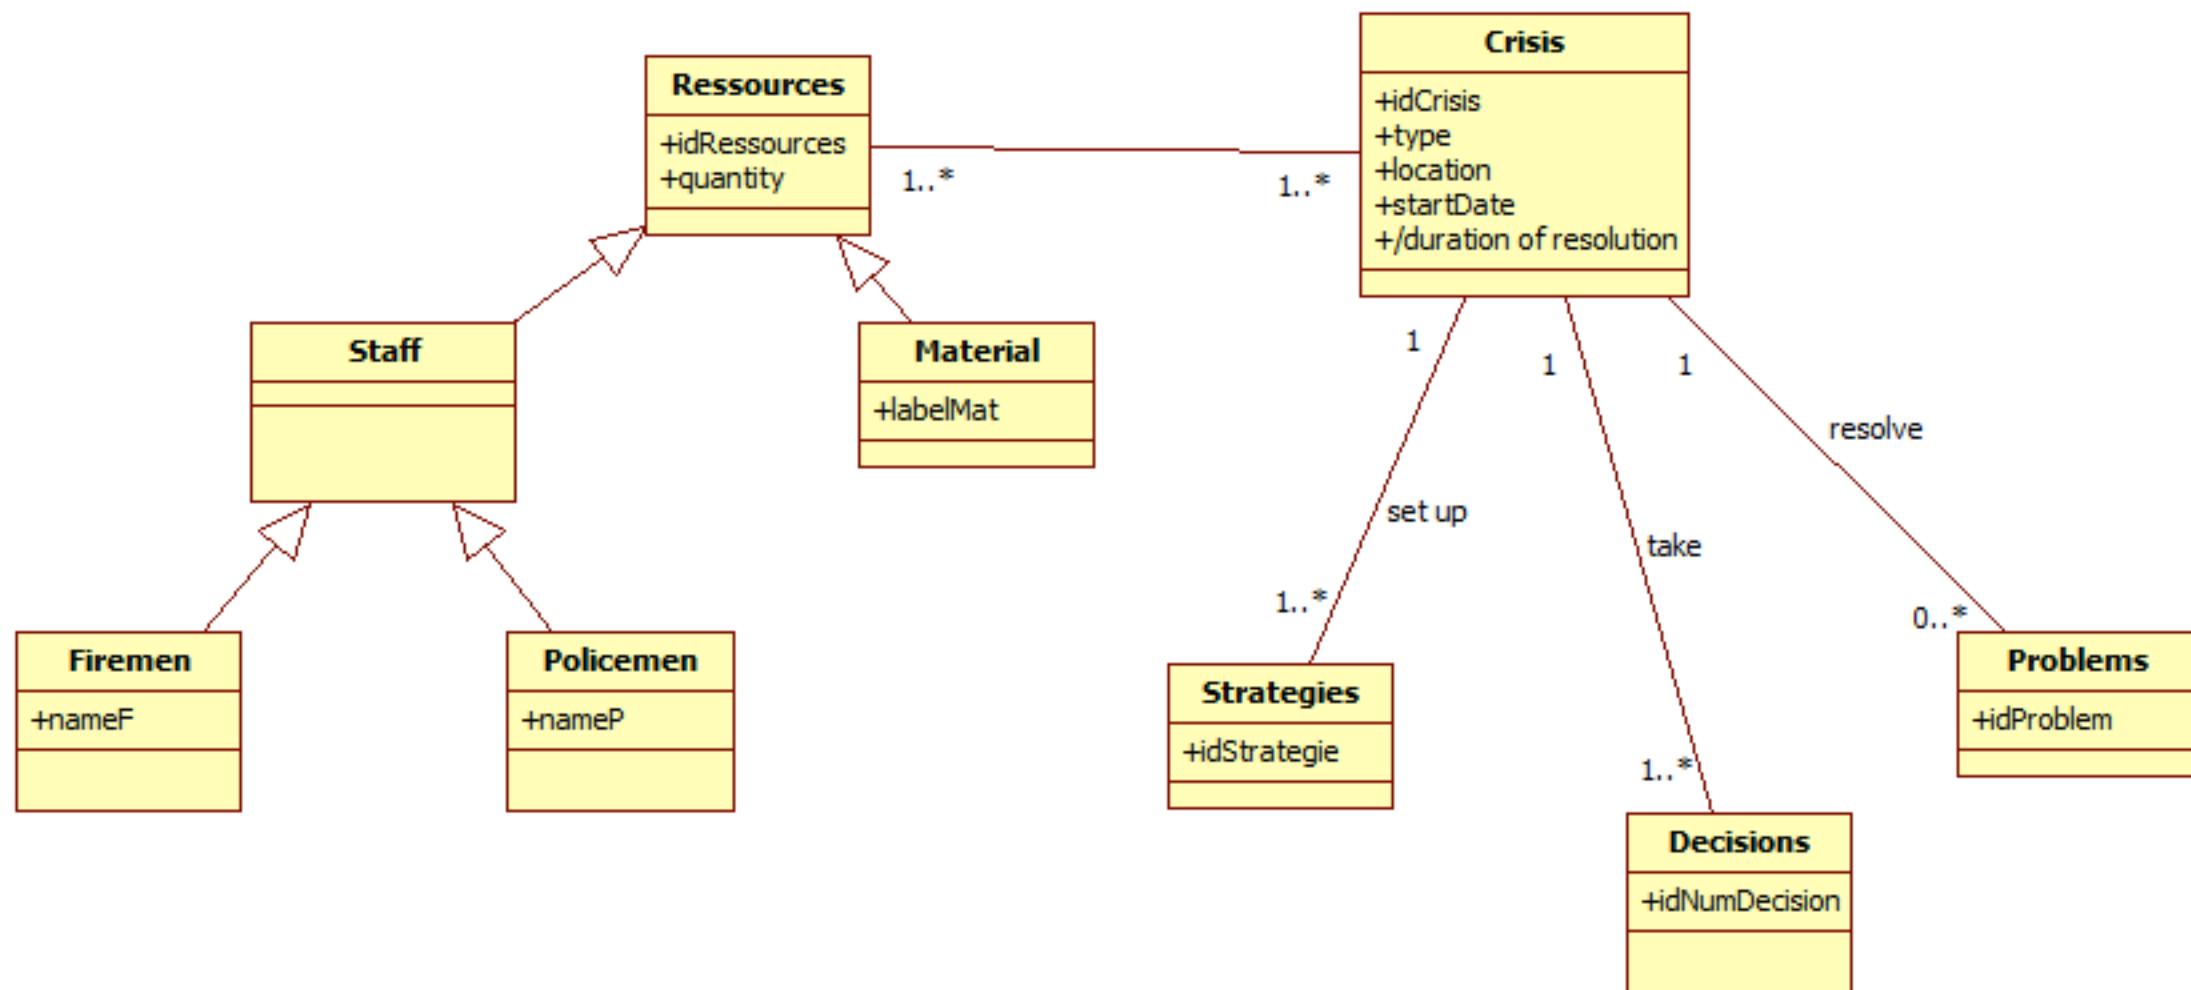 Crisis
+idCrisis
+type
+location
+startDate
+/duration of resolution
Ressources
+idRessources
+quantity
1..*
1..*
Staff
Material
+labelMat
1
1
1
resolve
set up
take
1..*
0..*
1..*
Firemen
+nameF
Policemen
+nameP
Strategies
+idStrategie
Problems
+idProblem
Decisions
+idNumDecision